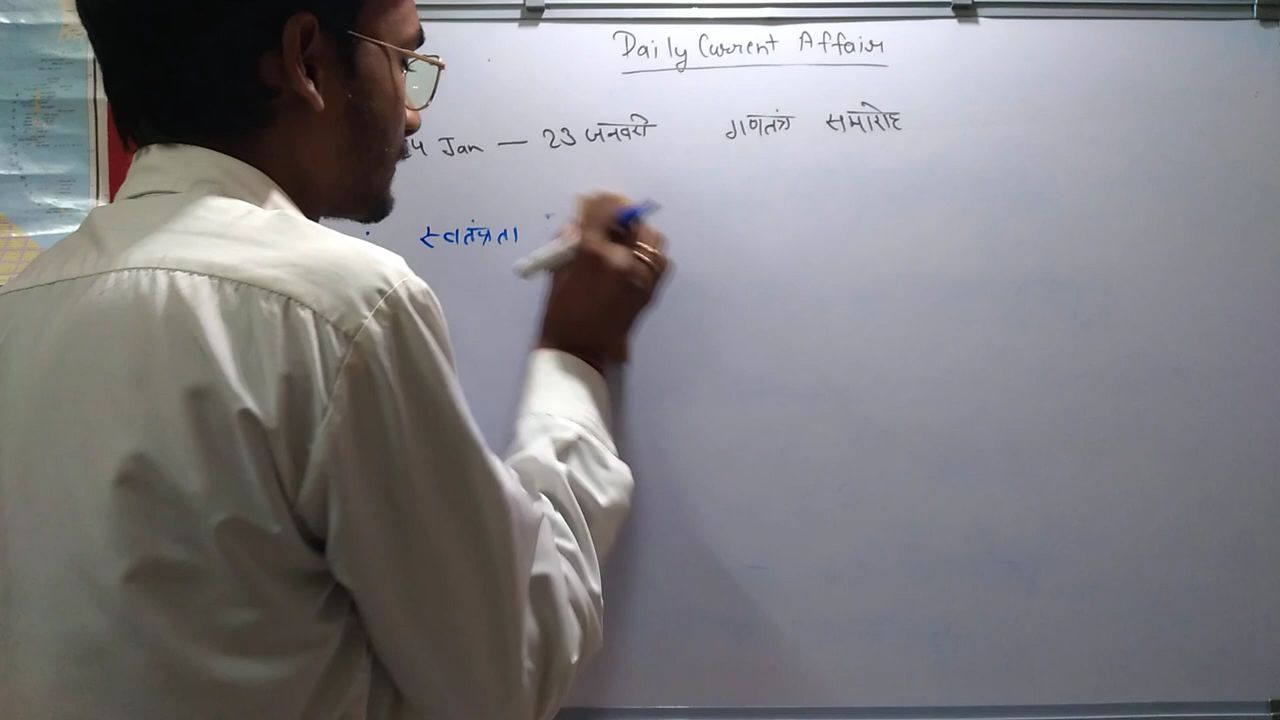 Daily Current Affair
4 Jan — 23 जनवरी गणतंत्र समारोह
स्वतंत्रता